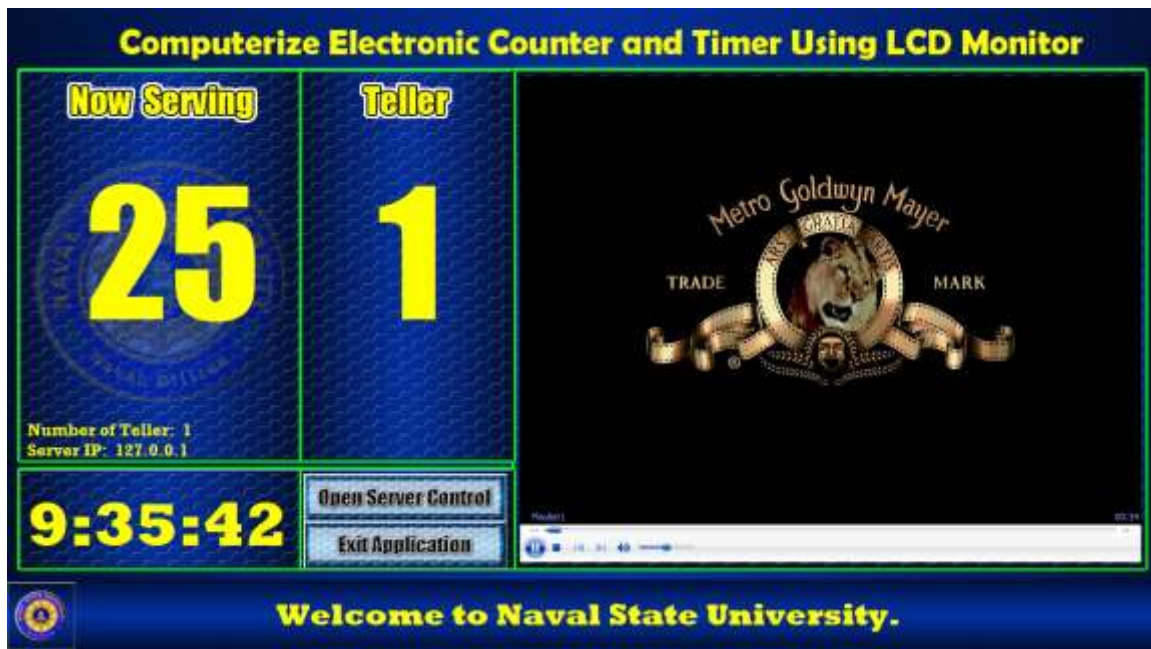 Computerize Electronic Counter and Timer Using LCD Monitor
Now Serving
Teller
25
1
Number of Teller: 1
Server IP: 127.0.0.1
9:35:42
Open Server Control
Exit Application
Metro Goldwyn Mayer
ARS GRATIA
TRADE
MARK
Welcome to Naval State University.